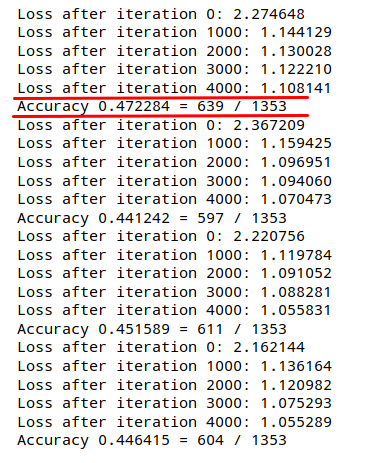 Loss after iteration 0: 2.274648
Loss after iteration 1000: 1.144129
Loss after iteration 2000: 1.130028
Loss after iteration 3000: 1.122210
Loss after iteration 4000: 1.108141
Accuracy 0.472284 = 639 / 1353
Loss after iteration 0: 2.367209
Loss after iteration 1000: 1.159425
Loss after iteration 2000: 1.096951
Loss after iteration 3000: 1.094060
Loss after iteration 4000: 1.070473
Accuracy 0.441242 = 597 / 1353
Loss after iteration 0: 2.220756
Loss after iteration 1000: 1.119784
Loss after iteration 2000: 1.091052
Loss after iteration 3000: 1.088281
Loss after iteration 4000: 1.055831
Accuracy 0.451589 = 611 / 1353
Loss after iteration 0: 2.162144
Loss after iteration 1000: 1.136164
Loss after iteration 2000: 1.120982
Loss after iteration 3000: 1.075293
Loss after iteration 4000: 1.055289
Accuracy 0.446415 = 604 / 1353